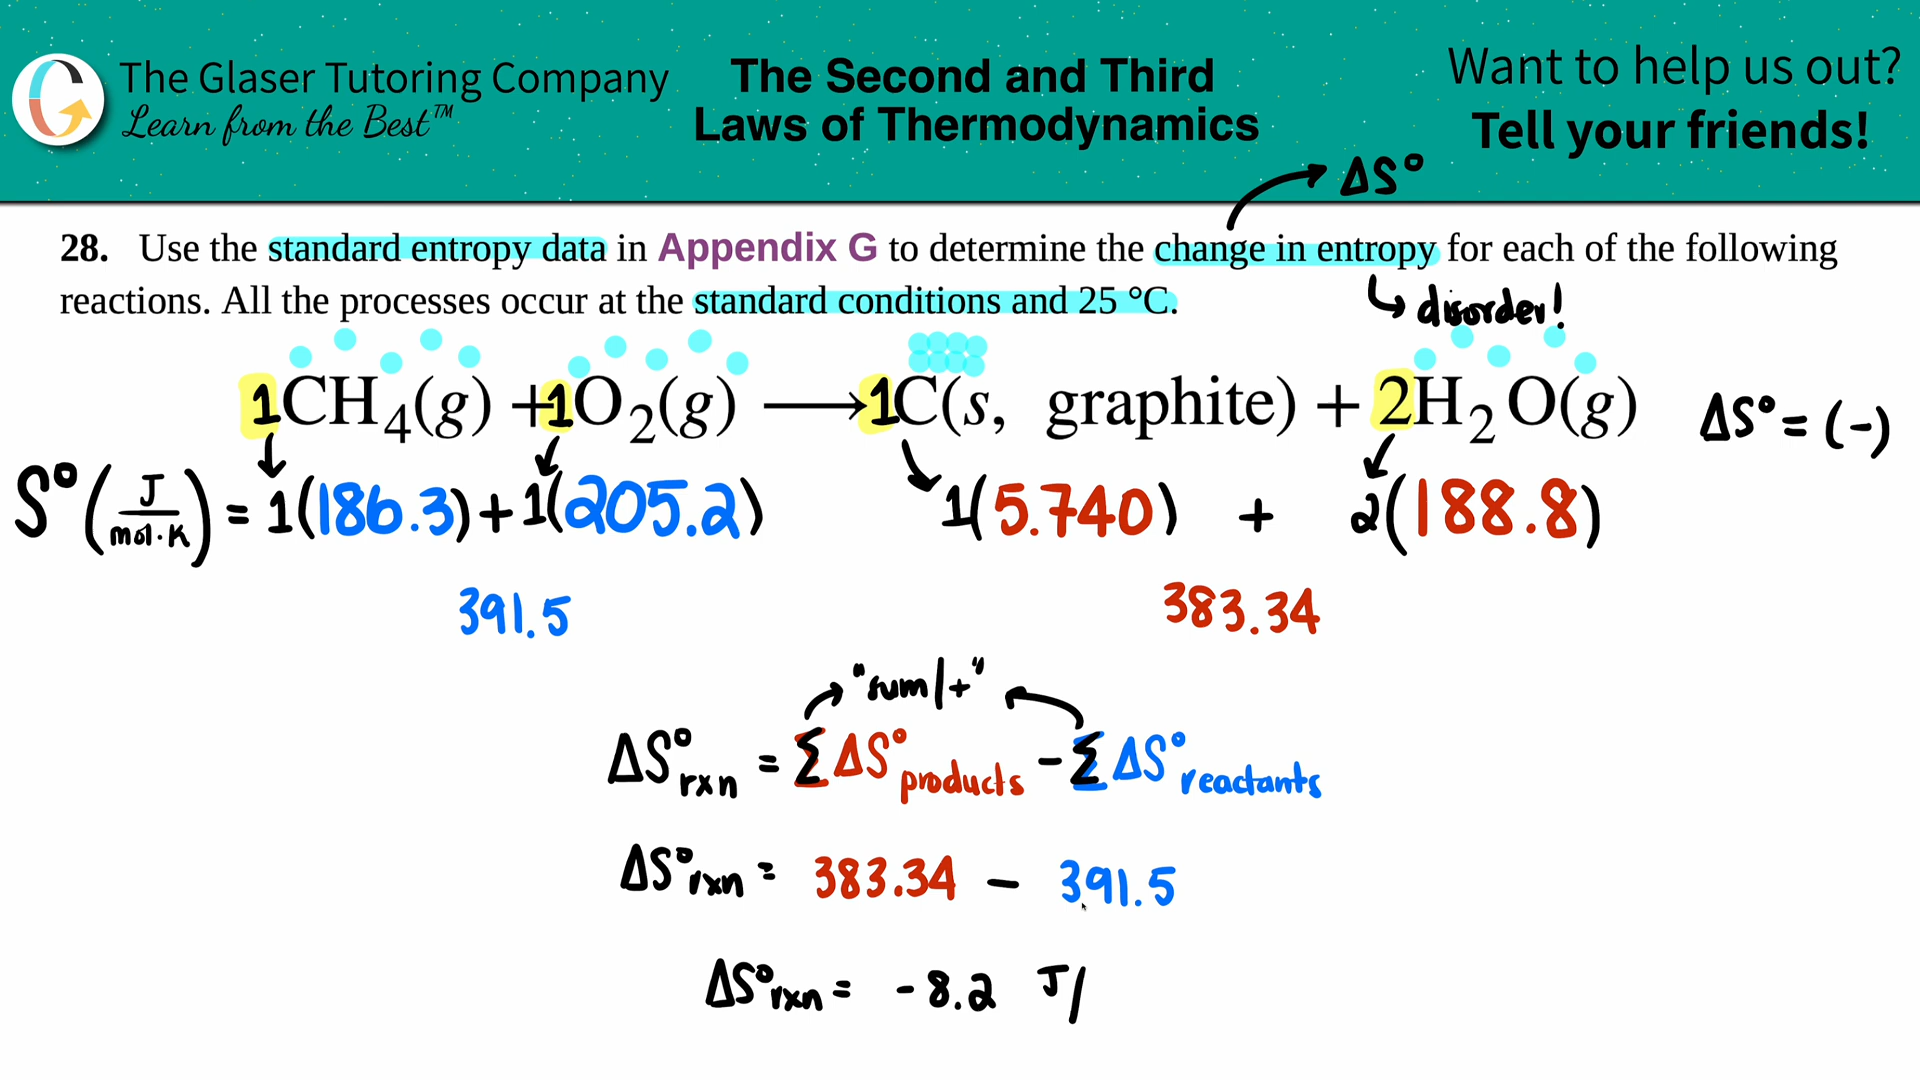 The Glaser Tutoring Company
Learn from the Best™
The Second and Third
Laws of Thermodynamics
Want to help us out?
Tell your friends!
ΔS°
28. Use the standard entropy data in Appendix G to determine the change in entropy for each of the following
reactions. All the processes occur at the standard conditions and 25 °C.
disorder!
1CH₄(g) + 1O₂(g) ⟶ 1C(s, graphite) + 2H₂O(g) ΔS° = (-)
S° (J/mol·K) = 1(186.3) + 1(205.2) 1(5.740) + 2(188.8)
391.5 383.34
"sum/+"
ΔS°rxn = Σ ΔS°products - Σ ΔS°reactants
ΔS°rxn = 383.34 - 391.5
ΔS°rxn = -8.2 J/